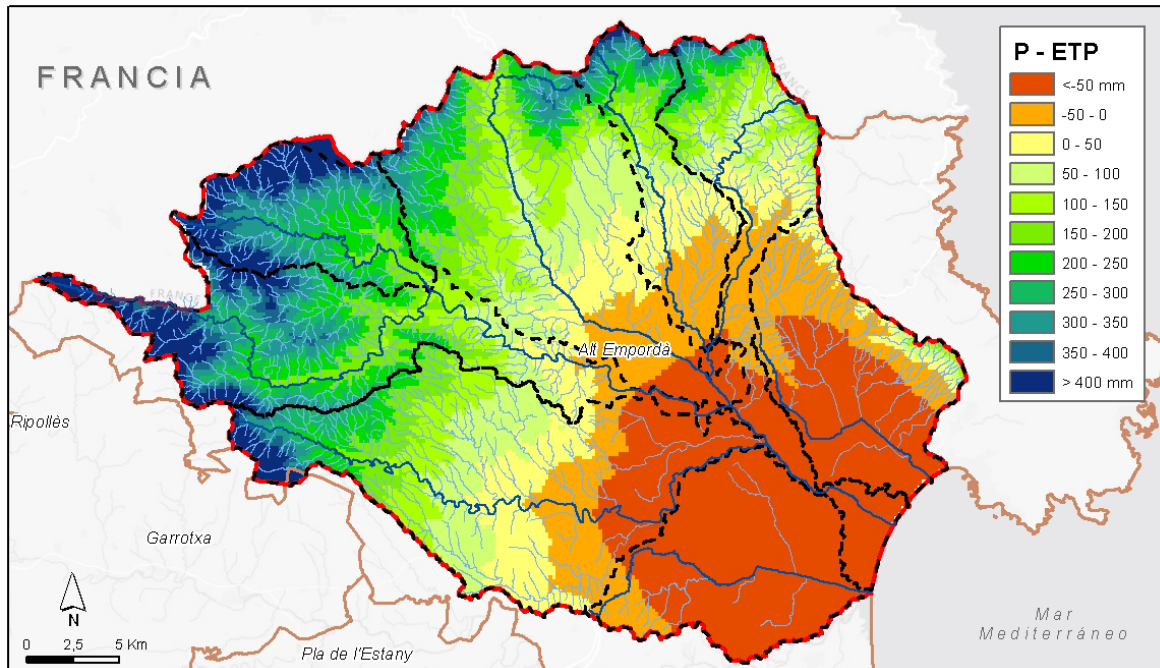 FRANCIA
P - ETP
<-50 mm
-50 - 0
0 - 50
50 - 100
100 - 150
150 - 200
200 - 250
250 - 300
300 - 350
350 - 400
> 400 mm
FRANCE
FRANCE
Alt Empordà
Ripollès
Garrotxa
N
0 2,5 5 Km
Pla de l'Estany
Mar
Mediterráneo